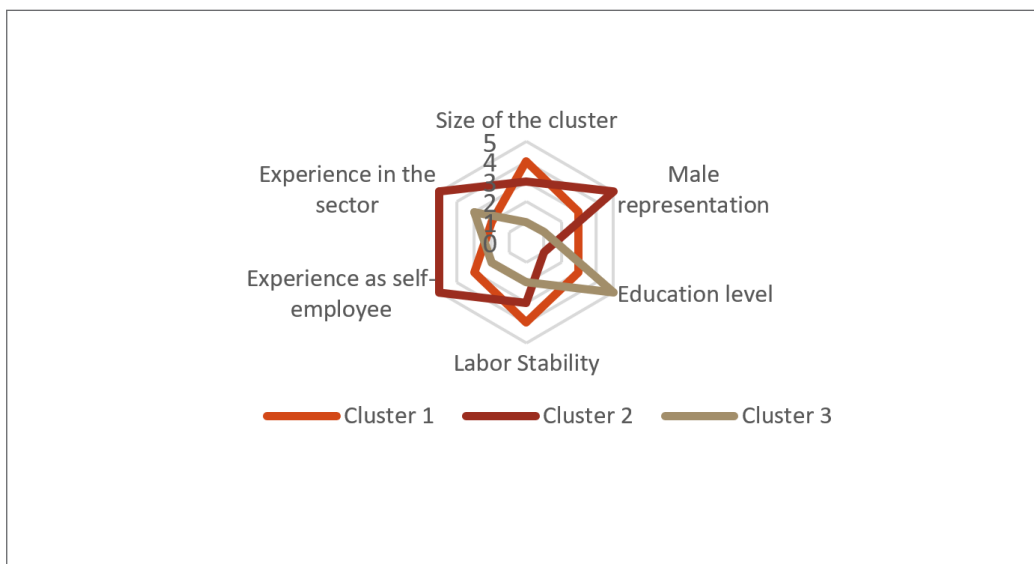 Size of the cluster
5
4
3
2
1
0
Experience in the
sector
Male
representation
Experience as self-
employee
Education level
Labor Stability
Cluster 1
Cluster 2
Cluster 3